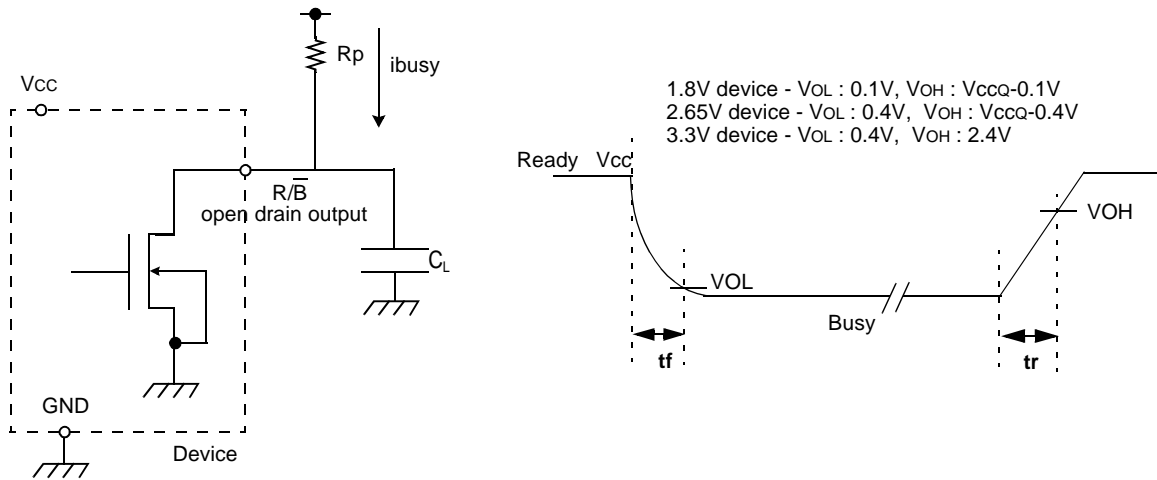 Rp
ibusy
VCC
R/B̅
open drain output
CL
GND
Device
1.8V device - VOL : 0.1V, VOH : VCCQ-0.1V
2.65V device - VOL : 0.4V, VOH : VCCQ-0.4V
3.3V device - VOL : 0.4V, VOH : 2.4V
Ready Vcc
VOH
VOL
Busy
tf
tr